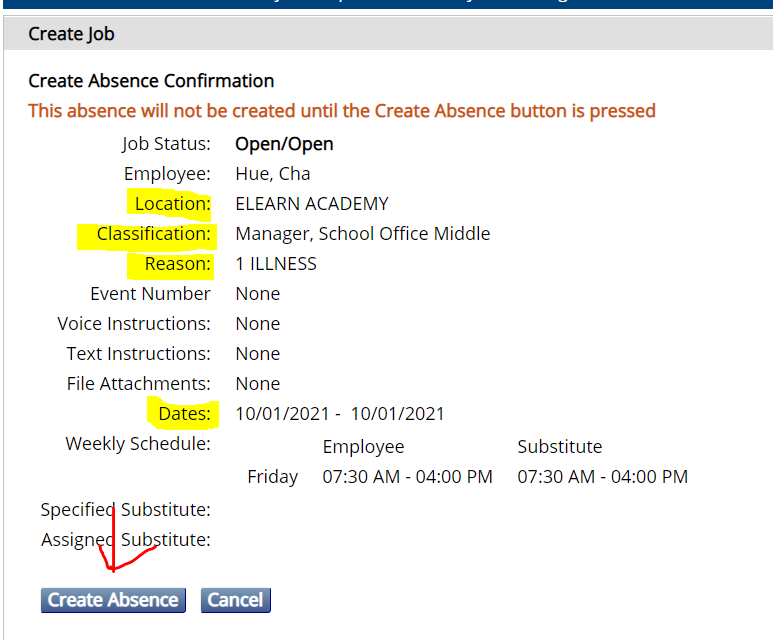 Create Job
Create Absence Confirmation
This absence will not be created until the Create Absence button is pressed
Job Status: Open/Open
Employee: Hue, Cha
Location: ELEARN ACADEMY
Classification: Manager, School Office Middle
Reason: 1 ILLNESS
Event Number None
Voice Instructions: None
Text Instructions: None
File Attachments: None
Dates: 10/01/2021 - 10/01/2021
Weekly Schedule: Employee Substitute
Friday 07:30 AM - 04:00 PM 07:30 AM - 04:00 PM
Specified Substitute:
Assigned Substitute:
Create Absence Cancel